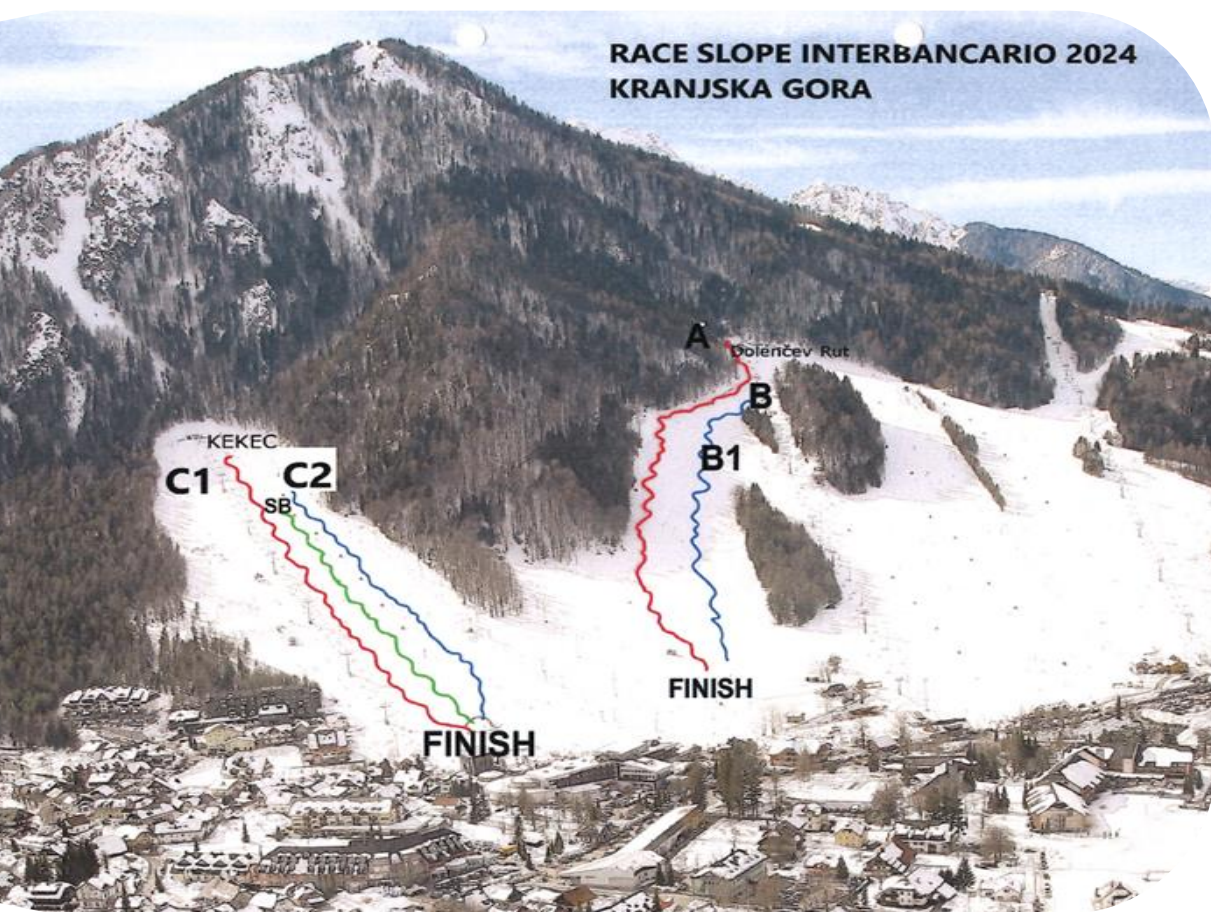 RACE SLOPE INTERBANCARIO 2024
KRANJSKA GORA
A
Dolenčev Rut
B
B1
KEKEC
C1
C2
SB
FINISH
FINISH